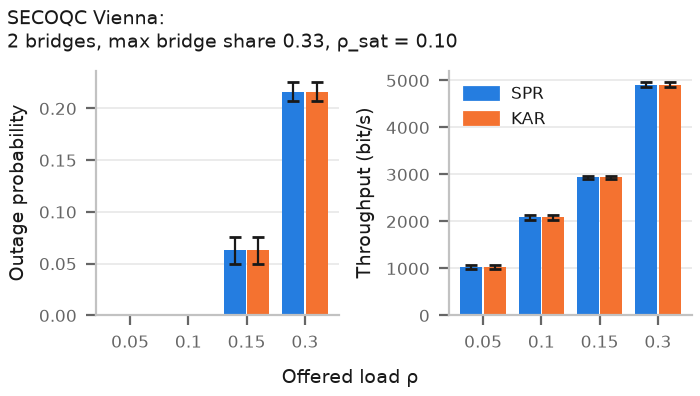 SECOQC Vienna:
2 bridges, max bridge share 0.33, ρ_sat = 0.10
Outage probability
0.20
0.15
0.10
0.05
0.00
0.05
0.1
0.15
0.3
Throughput (bit/s)
5000
4000
3000
2000
1000
0
0.05
0.1
0.15
0.3
SPR
KAR
Offered load ρ